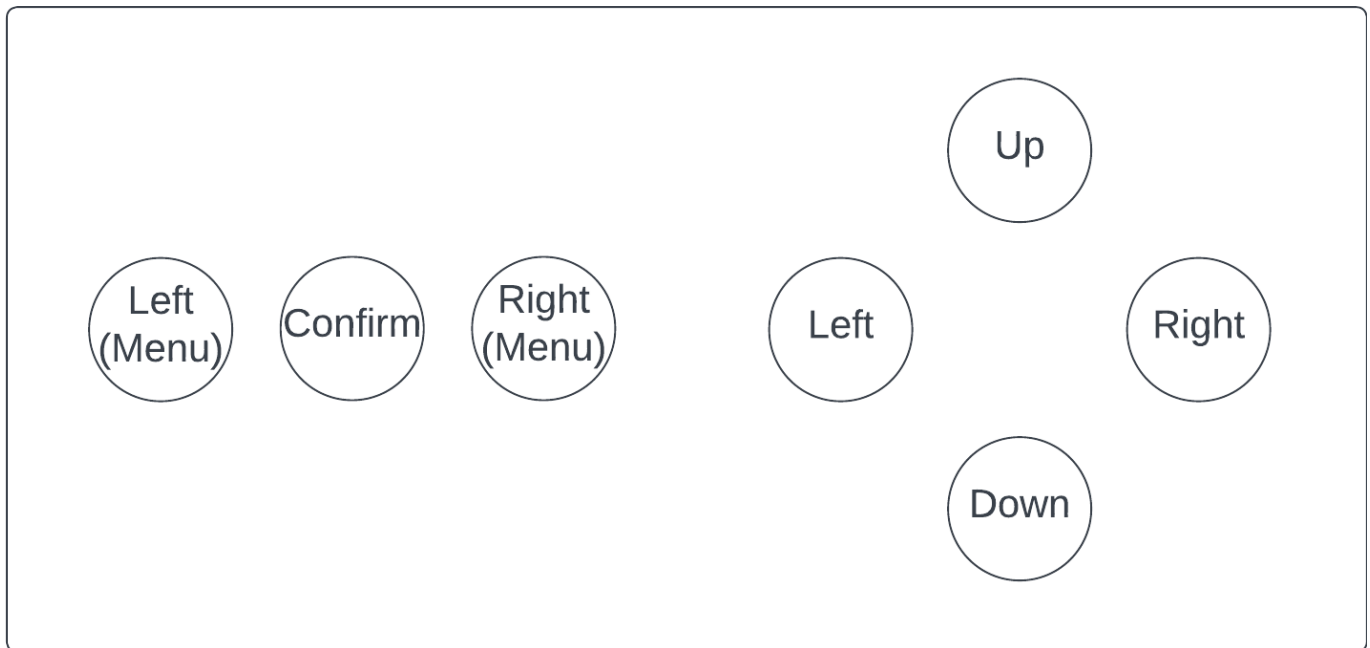 Up
Left
(Menu)
Confirm
Right
(Menu)
Left
Right
Down